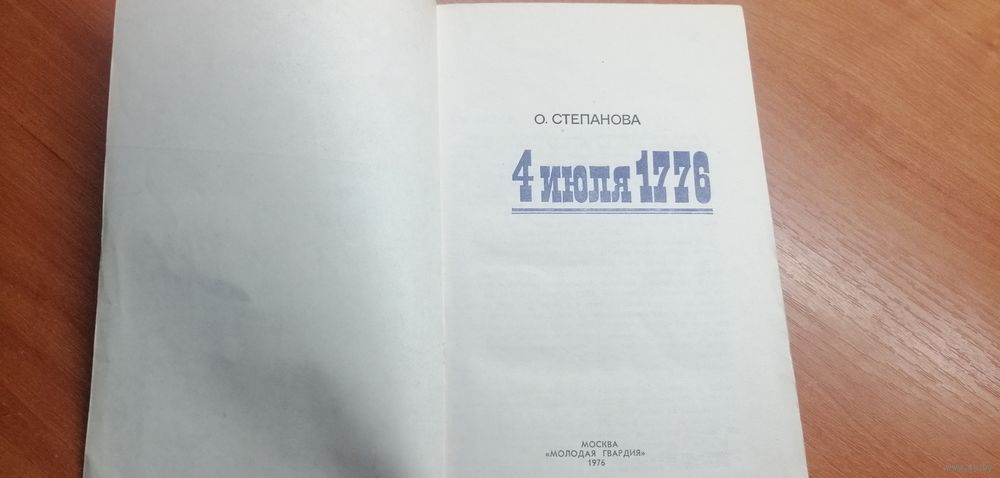 О. СТЕПАНОВА
4 июля 1776
МОСКВА
«МОЛОДАЯ ГВАРДИЯ»
1976